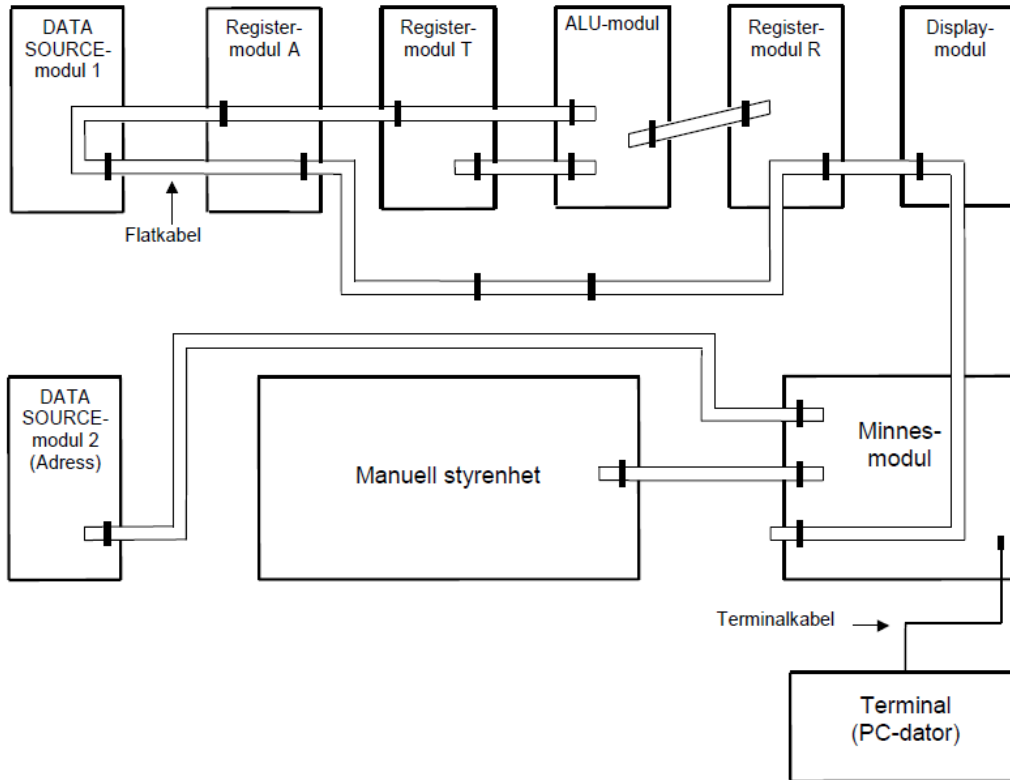 DATA
SOURCE-
modul 1
Register-
modul A
Register-
modul T
ALU-modul
Register-
modul R
Display-
modul
Flatkabel
DATA
SOURCE-
modul 2
(Adress)
Manuell styrenhet
Minnes-
modul
Terminalkabel
Terminal
(PC-dator)